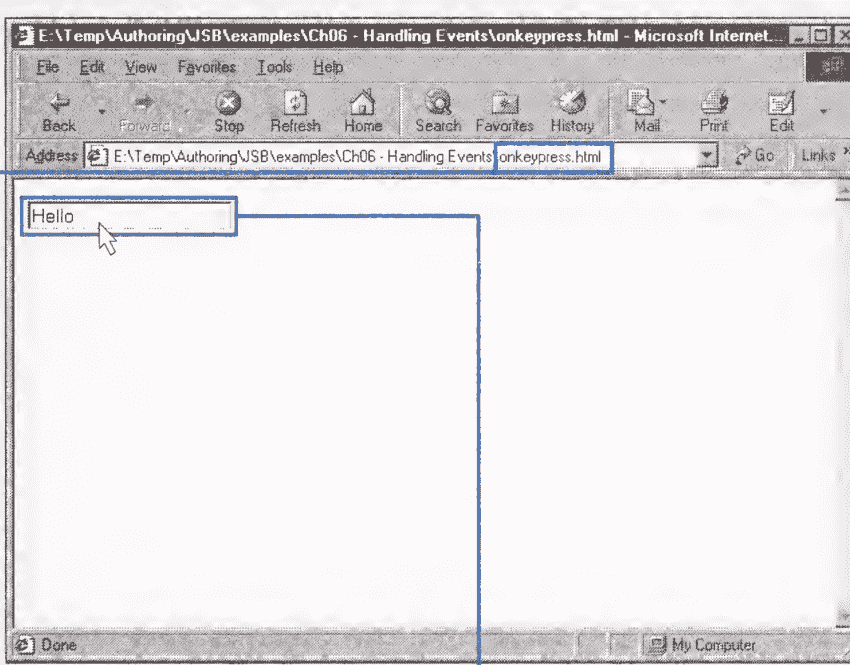 E:\Temp\Authoring\JSB\examples\Ch06 - Handling Events\onkeypress.html - Microsoft Internet...
File Edit View Favorites Tools Help
Back Forward Stop Refresh Home Search Favorites History Mail Print Edit
Address E:\Temp\Authoring\JSB\examples\Ch06 - Handling Events\onkeypress.html Go Links »
Hello
Done My Computer